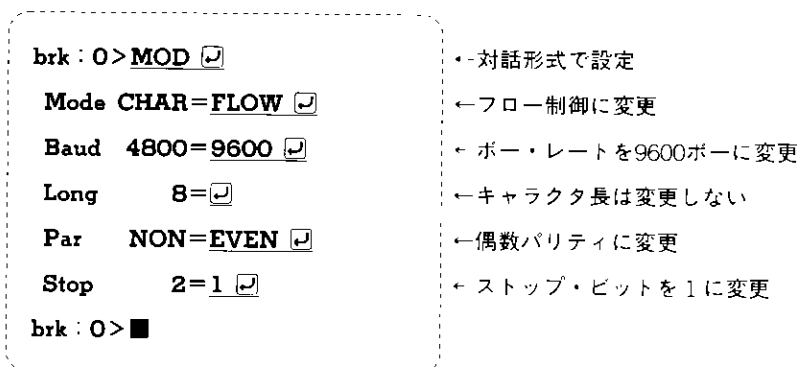 brk：0>MOD ↵ ←対話形式で設定
Mode CHAR=FLOW ↵ ←フロー制御に変更
Baud 4800=9600 ↵ ←ボー・レートを9600ボーに変更
Long 8=↵ ←キャラクタ長は変更しない
Par NON=EVEN ↵ ←偶数パリティに変更
Stop 2=1 ↵ ←ストップ・ビットを1に変更
brk：0>■